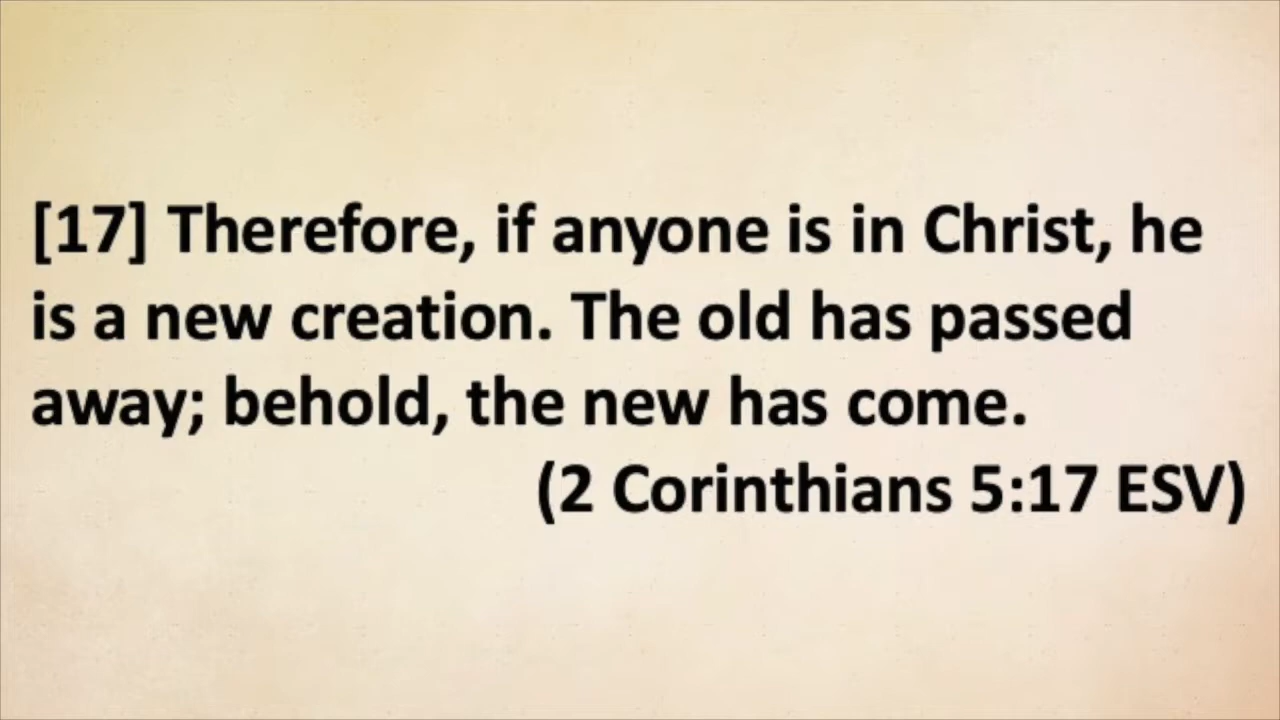 [17] Therefore, if anyone is in Christ, he
is a new creation. The old has passed
away; behold, the new has come.
(2 Corinthians 5:17 ESV)